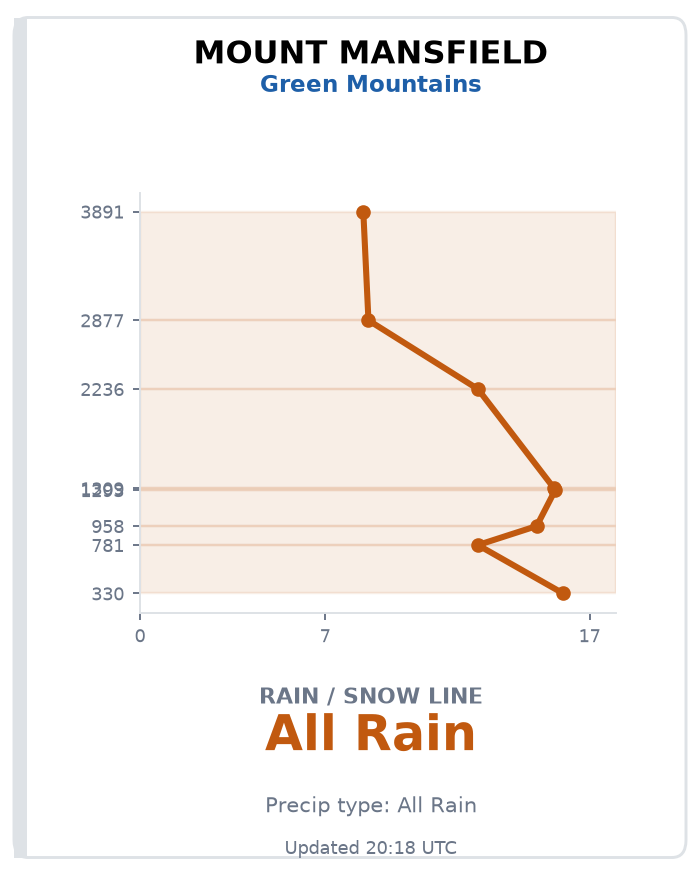 MOUNT MANSFIELD
Green Mountains
3891
2877
2236
958
781
330
0 7 17
RAIN / SNOW LINE
All Rain
Precip type: All Rain
Updated 20:18 UTC